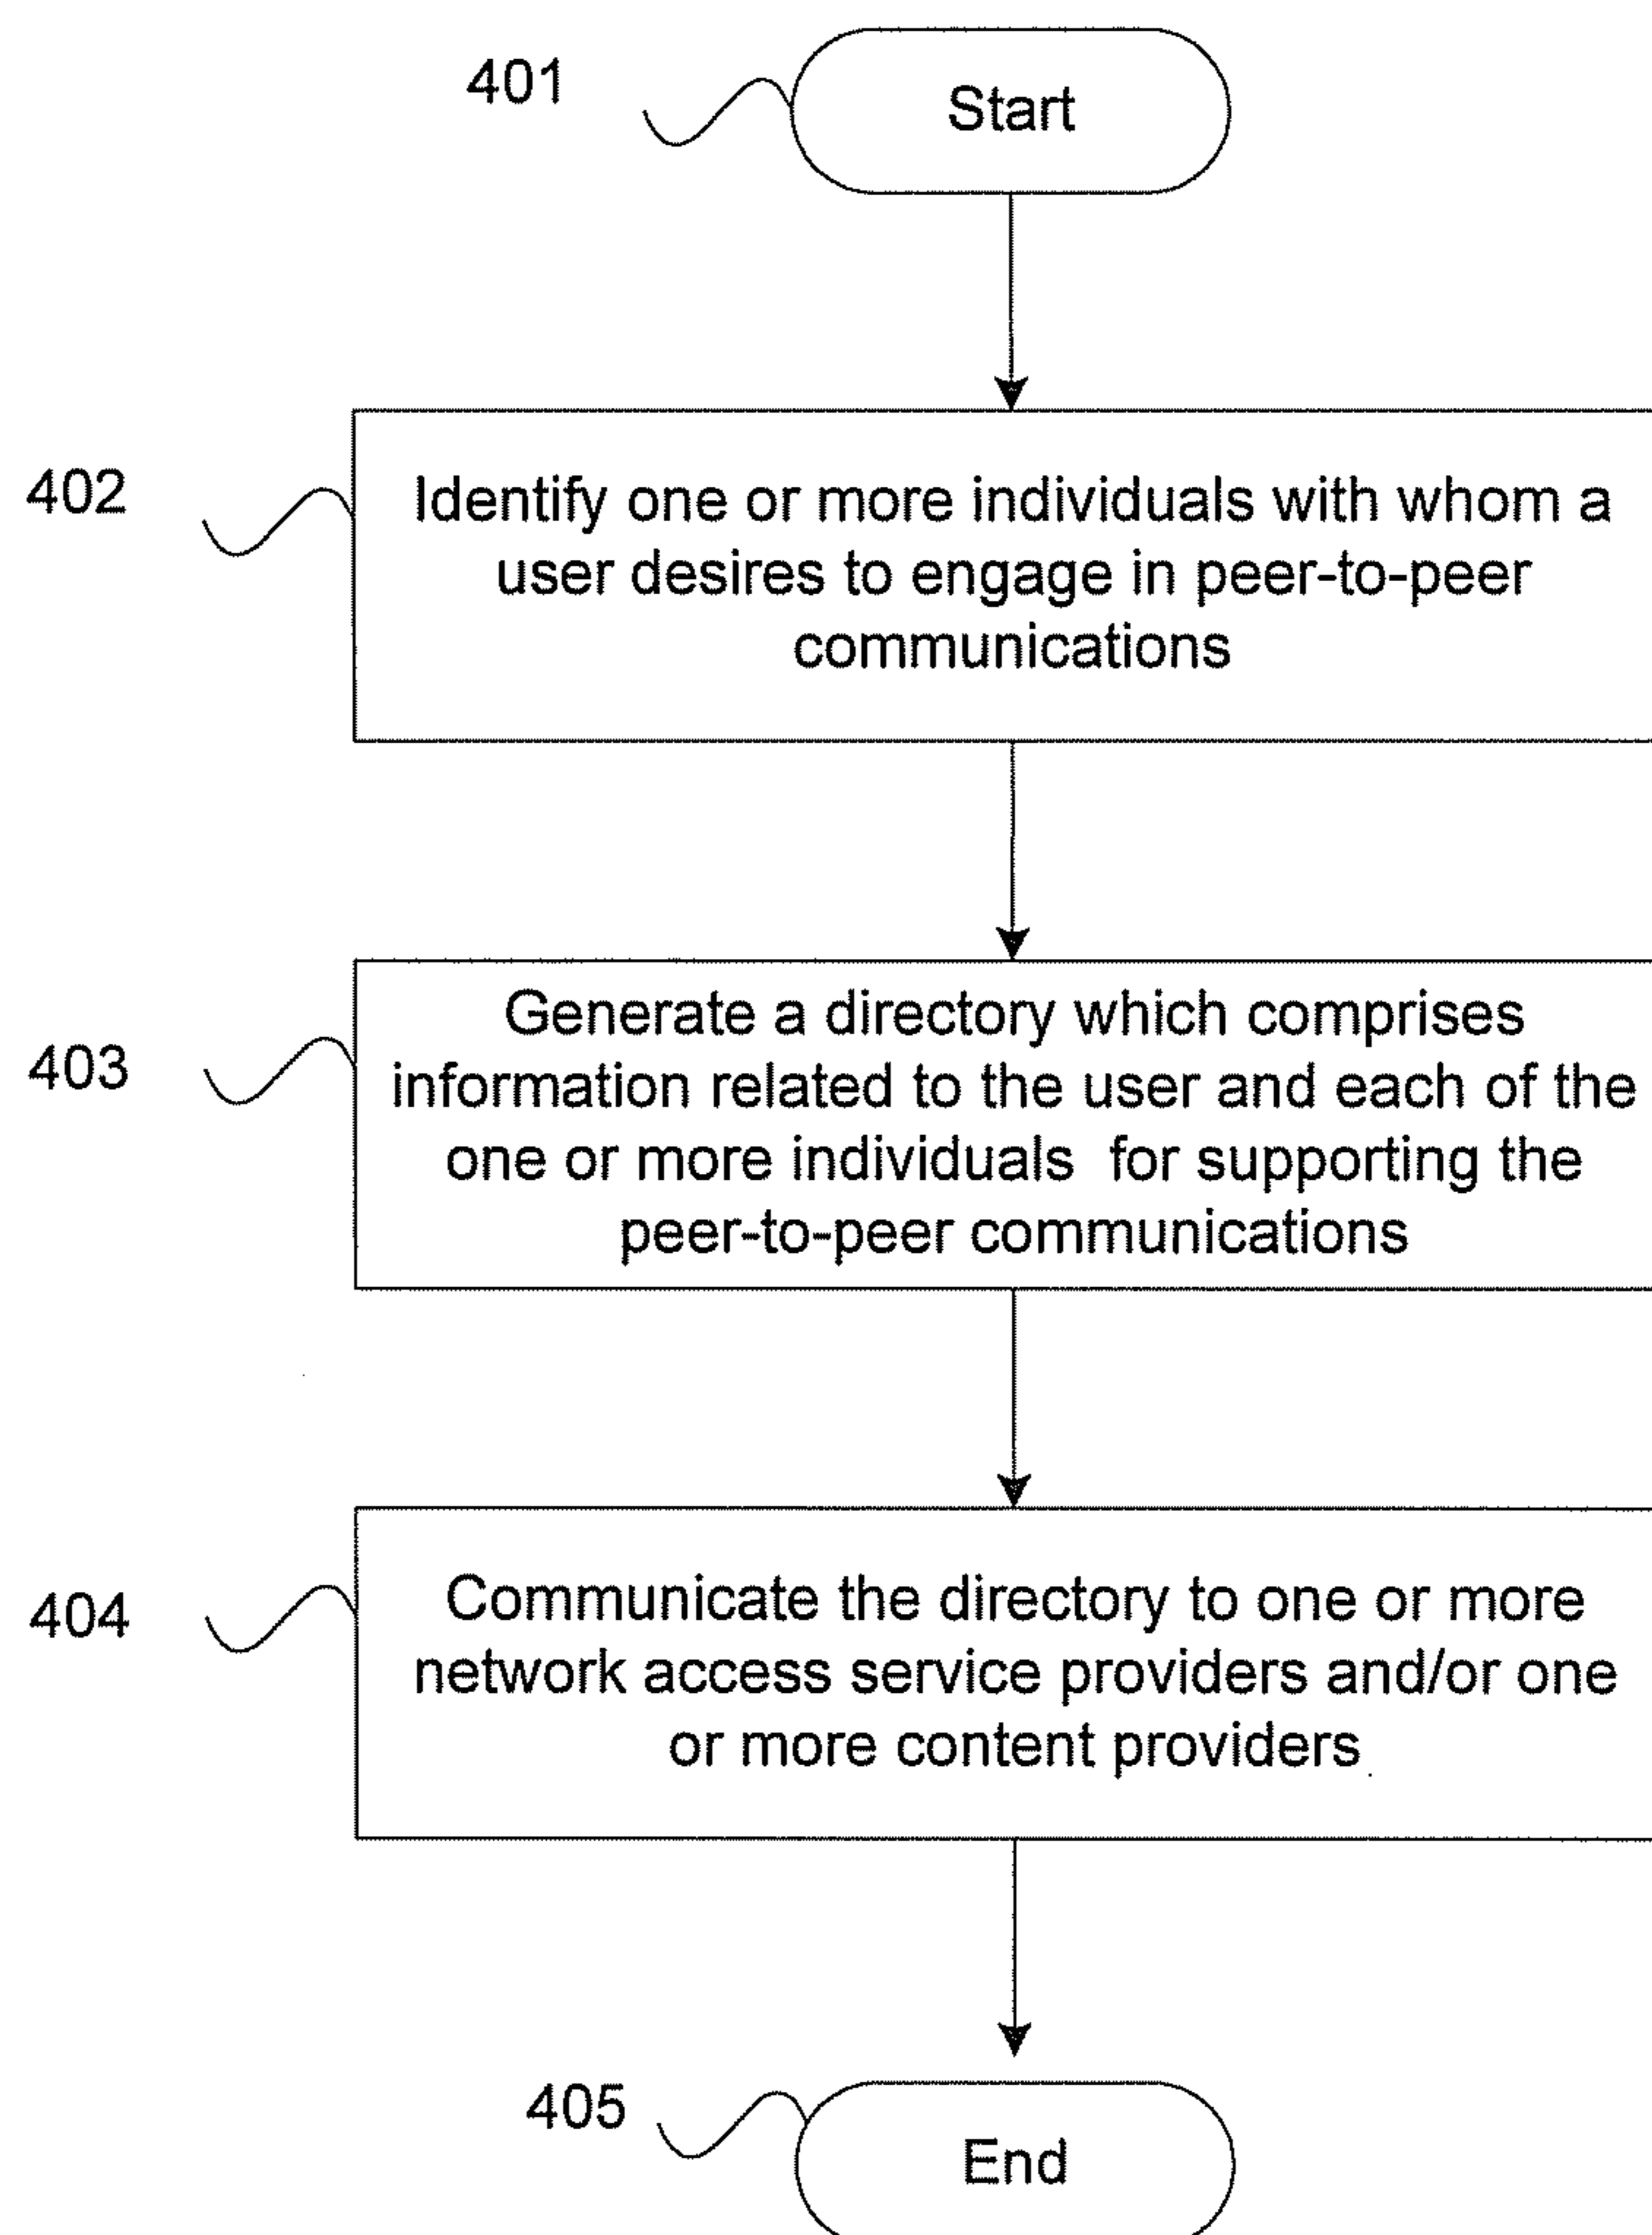 401
Start
402
Identify one or more individuals with whom a
user desires to engage in peer-to-peer
communications
403
Generate a directory which comprises
information related to the user and each of the
one or more individuals for supporting the
peer-to-peer communications
404
Communicate the directory to one or more
network access service providers and/or one
or more content providers
405
End